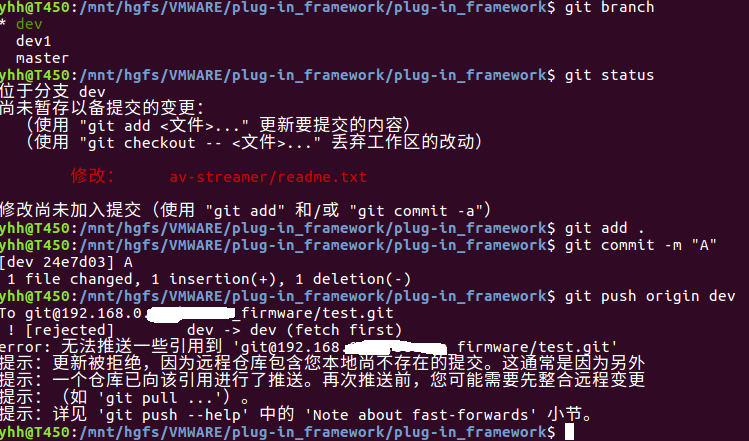 yhh@T450:/mnt/hgfs/VMWARE/plug-in_framework/plug-in_framework$ git branch
* dev
  dev1
  master
yhh@T450:/mnt/hgfs/VMWARE/plug-in_framework/plug-in_framework$ git status
位于分支 dev
尚未暂存以备提交的变更：
  （使用 "git add <文件>..." 更新要提交的内容）
  （使用 "git checkout -- <文件>..." 丢弃工作区的改动）
修改：     av-streamer/readme.txt
修改尚未加入提交（使用 "git add" 和/或 "git commit -a"）
yhh@T450:/mnt/hgfs/VMWARE/plug-in_framework/plug-in_framework$ git add .
yhh@T450:/mnt/hgfs/VMWARE/plug-in_framework/plug-in_framework$ git commit -m "A"
[dev 24e7d03] A
 1 file changed, 1 insertion(+), 1 deletion(-)
yhh@T450:/mnt/hgfs/VMWARE/plug-in_framework/plug-in_framework$ git push origin dev
To git@192.168.0. _firmware/test.git
 ! [rejected]        dev -> dev (fetch first)
error: 无法推送一些引用到 'git@192.168. firmware/test.git'
提示：更新被拒绝，因为远程仓库包含您本地尚不存在的提交。这通常是因为另外
提示：一个仓库已向该引用进行了推送。再次推送前，您可能需要先整合远程变更
提示：（如 'git pull ...'）。
提示：详见 'git push --help' 中的 'Note about fast-forwards' 小节。
yhh@T450:/mnt/hgfs/VMWARE/plug-in_framework/plug-in_framework$